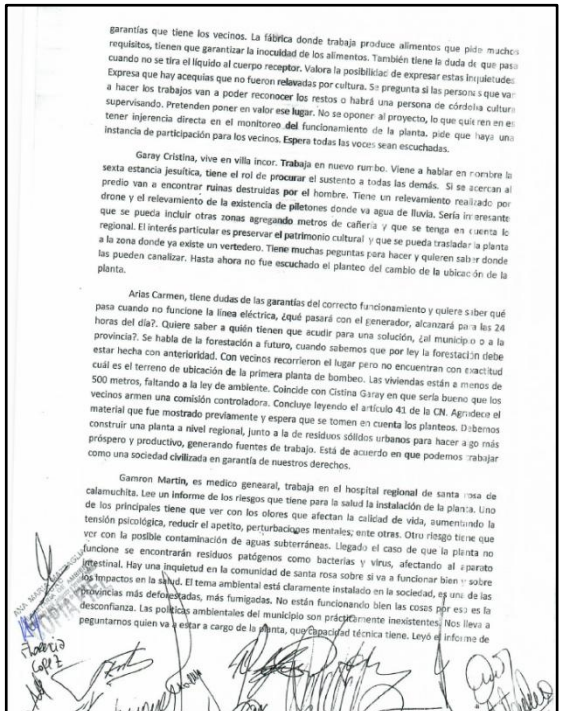 garantías que tiene los vecinos. La fábrica donde trabaja produce alimentos que pide muchos
requisitos, tienen que garantizar la inocuidad de los alimentos. También tiene la duda de que pasa
cuando no se tira el líquido al cuerpo receptor. Valora la posibilidad de expresar estas inquietudes.
Expresa que hay acequias que no fueron relavadas por cultura. Se pregunta si las personas que van
a hacer los trabajos van a poder reconocer los restos o habrá una persona de córdoba cultura
supervisando. Pretenden poner en valor ese lugar. No se oponer al proyecto, lo que quieren en es
tener injerencia directa en el monitoreo del funcionamiento de la planta. pide que haya una
instancia de participación para los vecinos. Espera todas las voces sean escuchadas.
Garay Cristina, vive en villa incor. Trabaja en nuevo rumbo. Viene a hablar en nombre la
sexta estancia jesuítica, tiene el rol de procurar el sustento a todas las demás. Si se acercan al
predio van a encontrar ruinas destruidas por el hombre. Tiene un relevamiento realizado por
drone y el relevamiento de la existencia de piletones donde va agua de lluvia. Sería interesante
que se pueda incluir otras zonas agregando metros de cañería y que se tenga en cuenta lo
regional. El interés particular es preservar el patrimonio cultural y que se pueda trasladar la planta
a la zona donde ya existe un vertedero. Tiene muchas peguntas para hacer y quieren saber donde
las pueden canalizar. Hasta ahora no fue escuchado el planteo del cambio de la ubicación de la
planta.
Arias Carmen, tiene dudas de las garantías del correcto funcionamiento y quiere saber qué
pasa cuando no funcione la línea eléctrica, ¿qué pasará con el generador, alcanzará para las 24
horas del día?. Quiere saber a quién tienen que acudir para una solución, ¿al municipio o a la
provincia?. Se habla de la forestación a futuro, cuando sabemos que por ley la forestación debe
estar hecha con anterioridad. Con vecinos recorrieron el lugar pero no encuentran con exactitud
cuál es el terreno de ubicación de la primera planta de bombeo. Las viviendas están a menos de
500 metros, faltando a la ley de ambiente. Coincide con Cistina Garay en que sería bueno que los
vecinos armen una comisión controladora. Concluye leyendo el artículo 41 de la CN. Agradece el
material que fue mostrado previamente y espera que se tomen en cuenta los planteos. Debemos
construir una planta a nivel regional, junto a la de residuos sólidos urbanos para hacer algo más
próspero y productivo, generando fuentes de trabajo. Está de acuerdo en que podemos trabajar
como una sociedad civilizada en garantía de nuestros derechos.
Gamron Martín, es medico genearal, trabaja en el hospital regional de santa rosa de
calamuchita. Lee un informe de los riesgos que tiene para la salud la instalación de la planta. Uno
de los principales tiene que ver con los olores que afectan la calidad de vida, aumentando la
tensión psicológica, reducir el apetito, perturbaciones mentales; ente otras. Otro riesgo tiene que
ver con la posible contaminación de aguas subterráneas. Llegado el caso de que la planta no
funcione se encontrarán residuos patógenos como bacterias y virus, afectando al aparato
intestinal. Hay una inquietud en la comunidad de santa rosa sobre si va a funcionar bien y sobre
los impactos en la salud. El tema ambiental está claramente instalado en la sociedad, es una de las
provincias más deforestadas, más fumigadas. No están funcionando bien las cosas por eso es la
desconfianza. Las políticas ambientales del municipio son prácticamente inexistentes. Nos lleva a
peguntarnos quien va a estar a cargo de la planta, que capacidad técnica tiene. Leyó el informe de
Florencia
Lopez